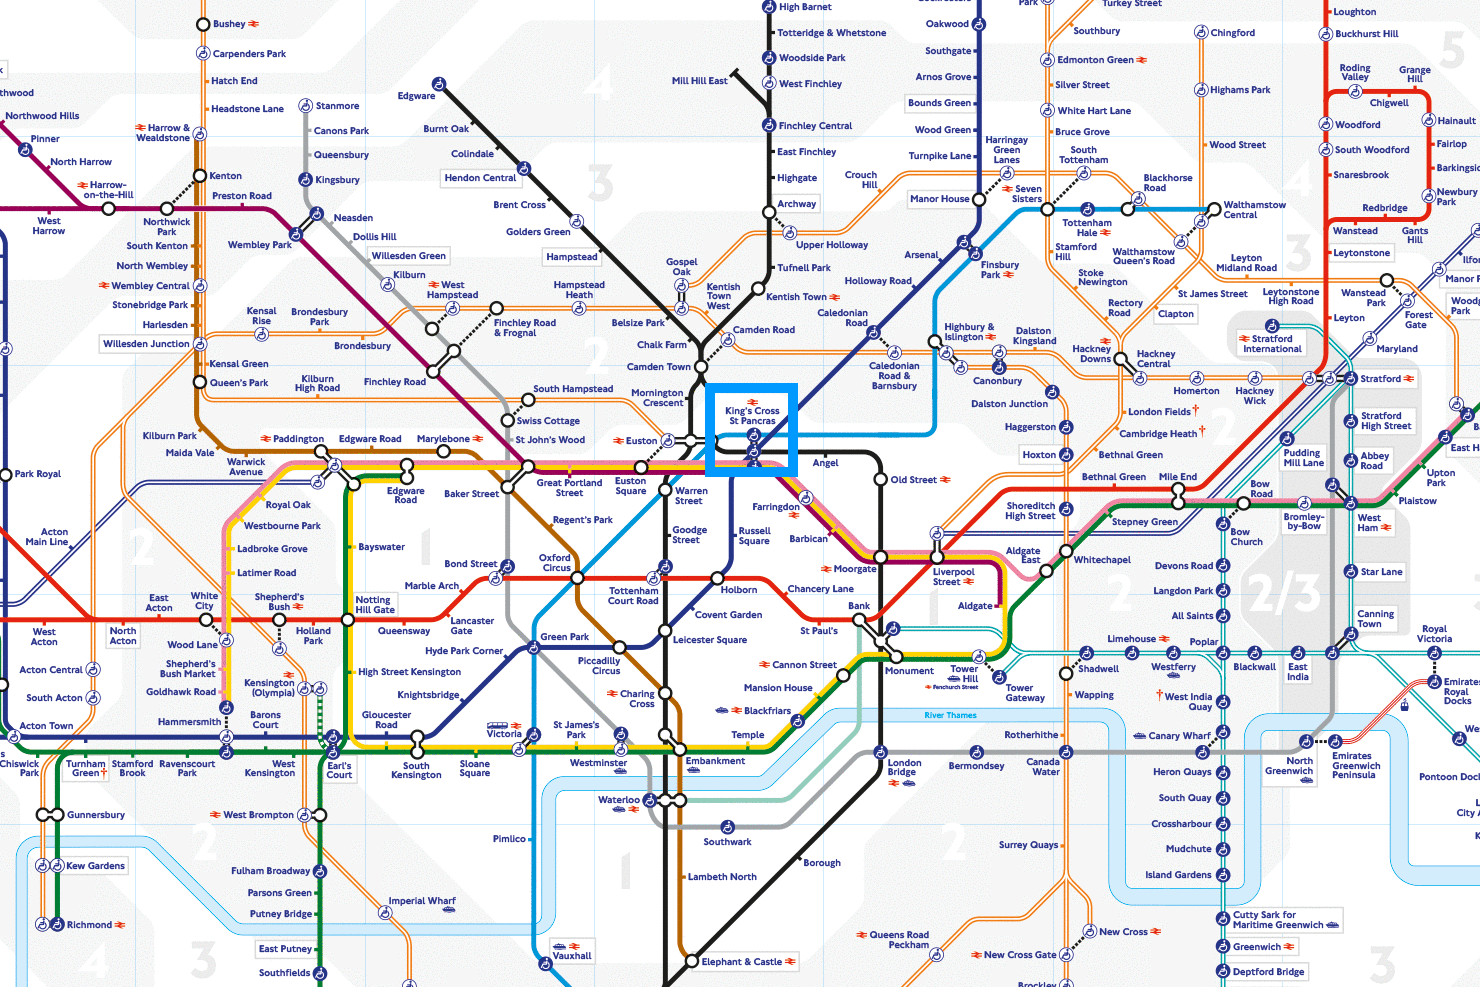 Bushey
Carpenders Park
Hatch End
Headstone Lane
Harrow &
Wealdstone
Kenton
Northwood Hills
Pinner
North Harrow
Harrow-
on-the-Hill
West
Harrow
Northwick
Park
Preston Road
South Kenton
North Wembley
Wembley Central
Stonebridge Park
Harlesden
Willesden Junction
Kensal Green
Queen's Park
Kilburn Park
Maida Vale
Warwick
Avenue
Paddington
Edgware Road
Marylebone
Stanmore
Canons Park
Queensbury
Kingsbury
Neasden
Wembley Park
Dollis Hill
Willesden Green
Kilburn
West
Hampstead
Kensal
Rise
Brondesbury
Park
Brondesbury
Finchley Road
& Frognal
Finchley Road
Kilburn
High Road
South Hampstead
Swiss Cottage
St John's Wood
Edgware
Burnt Oak
Colindale
Hendon Central
Brent Cross
Golders Green
Hampstead
Hampstead
Heath
Belsize Park
Chalk Farm
Camden Town
Mornington
Crescent
Euston
High Barnet
Totteridge & Whetstone
Woodside Park
West Finchley
Mill Hill East
Finchley Central
East Finchley
Highgate
Archway
Upper Holloway
Tufnell Park
Kentish Town
Gospel
Oak
Kentish
Town
West
Camden Road
Crouch
Hill
Oakwood
Southgate
Arnos Grove
Bounds Green
Wood Green
Turnpike Lane
Manor House
Harringay
Green
Lanes
Seven
Sisters
South
Tottenham
Arsenal
Finsbury
Park
Holloway Road
Caledonian
Road
Caledonian
Road &
Barnsbury
Highbury &
Islington
Dalston
Kingsland
Canonbury
Dalston Junction
Haggerston
Hoxton
Shoreditch
High Street
Park
Turkey Street
Southbury
Edmonton Green
Silver Street
White Hart Lane
Bruce Grove
Blackhorse
Road
Tottenham
Hale
Walthamstow
Central
Walthamstow
Queen's Road
Stamford
Hill
Stoke
Newington
Rectory
Road
Clapton
St James Street
Hackney
Downs
Hackney
Central
London Fields
Cambridge Heath
Bethnal Green
Chingford
Highams Park
Wood Street
Leyton
Midland Road
Leytonstone
High Road
Homerton
Hackney
Wick
Stratford
International
Stratford
Stratford
High Street
Abbey
Road
Pudding
Mill Lane
West
Ham
Star Lane
Canning
Town
Loughton
Buckhurst Hill
Roding
Valley
Grange
Hill
Chigwell
Hainault
Woodford
South Woodford
Fairlop
Snaresbrook
Newbury
Park
Redbridge
Wanstead
Gants
Hill
Leytonstone
Leyton
Wanstead
Park
Forest
Gate
Maryland
Upton
Park
Plaistow
King's Cross
St Pancras
Angel
Old Street
Park Royal
Acton
Main Line
Royal Oak
Westbourne Park
Ladbroke Grove
Latimer Road
Edgware
Road
Bayswater
Baker Street
Great Portland
Street
Euston
Square
Warren
Street
Regent's Park
Goodge
Street
Russell
Square
Farringdon
Barbican
Moorgate
Liverpool
Street
Aldgate
East
Aldgate
Whitechapel
Stepney Green
Bethnal Green
Mile End
Bow
Road
Bow
Church
Bromley-
by-Bow
Devons Road
Langdon Park
All Saints
Poplar
East
Acton
White
City
Shepherd's
Bush
Notting
Hill Gate
West
Acton
North
Acton
Holland
Park
Queensway
Lancaster
Gate
Marble Arch
Bond Street
Oxford
Circus
Tottenham
Court Road
Holborn
Chancery Lane
St Paul's
Bank
Wood Lane
Shepherd's
Bush Market
Goldhawk Road
Hammersmith
Kensington
(Olympia)
High Street Kensington
Acton Central
South Acton
Acton Town
Barons
Court
Gloucester
Road
Knightsbridge
Hyde Park Corner
Green Park
Piccadilly
Circus
Leicester Square
Covent Garden
Charing
Cross
Cannon Street
Mansion House
Blackfriars
Monument
Tower
Hill
Fenchurch Street
Tower
Gateway
Shadwell
Limehouse
Westferry
Blackwall
East
India
Royal
Victoria
Wapping
Rotherhithe
Canada
Water
West India
Quay
Canary Wharf
Heron Quays
South Quay
Crossharbour
Mudchute
Island Gardens
Cutty Sark for
Maritime Greenwich
Greenwich
Deptford Bridge
North
Greenwich
Emirates
Greenwich
Peninsula
Emirates
Royal
Docks
River Thames
Chiswick
Park
Turnham
Green
Stamford
Brook
Ravenscourt
Park
West
Kensington
Earl's
Court
South
Kensington
Sloane
Square
Victoria
St James's
Park
Westminster
Embankment
Temple
Waterloo
Southwark
London
Bridge
Bermondsey
Borough
Lambeth North
Elephant & Castle
Pimlico
Vauxhall
Gunnersbury
Kew Gardens
Richmond
West Brompton
Fulham Broadway
Parsons Green
Putney Bridge
East Putney
Southfields
Imperial Wharf
Surrey Quays
Queens Road
Peckham
New Cross
New Cross Gate
Brockley
1
2
3
4
5
2/3